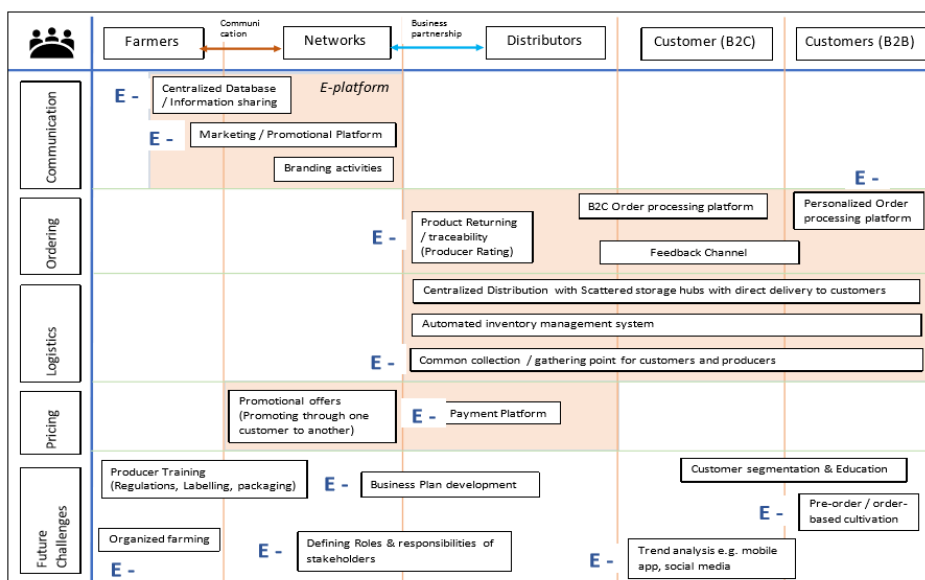 Communi
cation
Business
partnership
Farmers
Networks
Distributors
Customer (B2C)
Customers (B2B)
Communication
E -
Centralized Database
/ Information sharing
E-platform
E -
Marketing / Promotional Platform
Branding activities
E -
Ordering
E -
Product Returning
/ traceability
(Producer Rating)
B2C Order processing platform
Personalized Order
processing platform
Feedback Channel
Logistics
Centralized Distribution with Scattered storage hubs with direct delivery to customers
Automated inventory management system
E -
Common collection / gathering point for customers and producers
Pricing
Promotional offers
(Promoting through one
customer to another)
E -
Payment Platform
Future
Challenges
Producer Training
(Regulations, Labelling, packaging)
E -
Business Plan development
Customer segmentation & Education
E -
Pre-order / order-
based cultivation
Organized farming
E -
E -
Defining Roles & responsibilities of
stakeholders
E -
Trend analysis e.g. mobile
app, social media